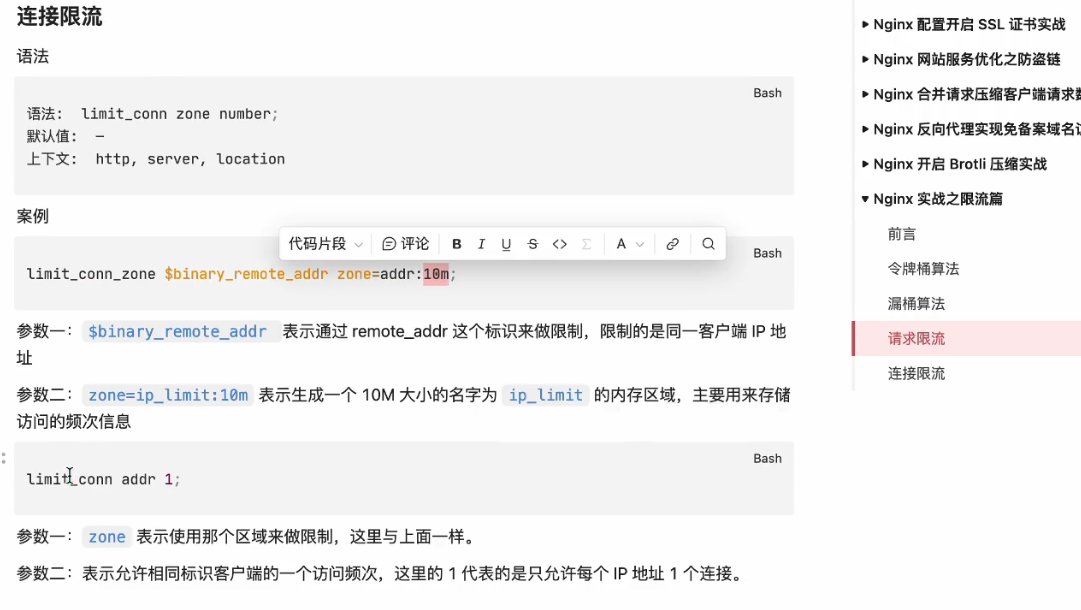 连接限流
语法
Bash
语法： limit_conn zone number;
默认值： —
上下文： http, server, location
案例
代码片段 评论 B I U S <> Σ A
Bash
limit_conn_zone $binary_remote_addr zone=addr:10m;
参数一： $binary_remote_addr 表示通过 remote_addr 这个标识来做限制，限制的是同一客户端 IP 地
址
参数二： zone=ip_limit:10m 表示生成一个 10M 大小的名字为 ip_limit 的内存区域，主要用来存储
访问的频次信息
Bash
limit_conn addr 1;
参数一： zone 表示使用那个区域来做限制，这里与上面一样。
参数二：表示允许相同标识客户端的一个访问频次，这里的 1 代表的是只允许每个 IP 地址 1 个连接。
Nginx 配置开启 SSL 证书实战
Nginx 网站服务优化之防盗链
Nginx 合并请求压缩客户端请求
Nginx 反向代理实现免备案域名
Nginx 开启 Brotli 压缩实战
Nginx 实战之限流篇
前言
令牌桶算法
漏桶算法
请求限流
连接限流